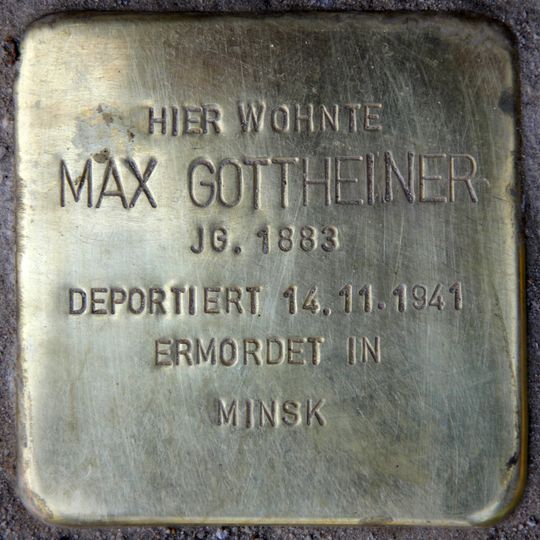 HIER WOHNTE
MAX GOTTHEINER
JG. 1883
DEPORTIERT 14.11.1941
ERMORDET IN
MINSK